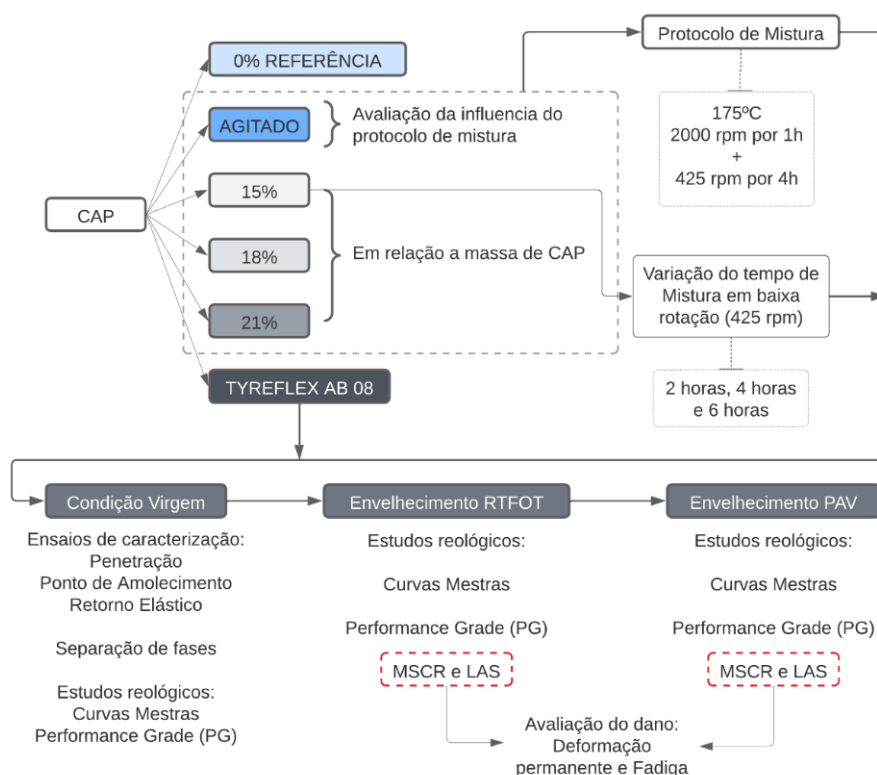 0% REFERÊNCIA
Protocolo de Mistura
AGITADO
Avaliação da influencia do
protocolo de mistura
175ºC
2000 rpm por 1h
+
425 rpm por 4h
15%
CAP
18%
Em relação a massa de CAP
21%
Variação do tempo de
Mistura em baixa
rotação (425 rpm)
TYREFLEX AB 08
2 horas, 4 horas
e 6 horas
Condição Virgem
Ensaios de caracterização:
Penetração
Ponto de Amolecimento
Retorno Elástico
Separação de fases
Estudos reológicos:
Curvas Mestras
Performance Grade (PG)
Envelhecimento RTFOT
Estudos reológicos:
Curvas Mestras
Performance Grade (PG)
MSCR e LAS
Envelhecimento PAV
Estudos reológicos:
Curvas Mestras
Performance Grade (PG)
MSCR e LAS
Avaliação do dano:
Deformação
permanente e Fadiga